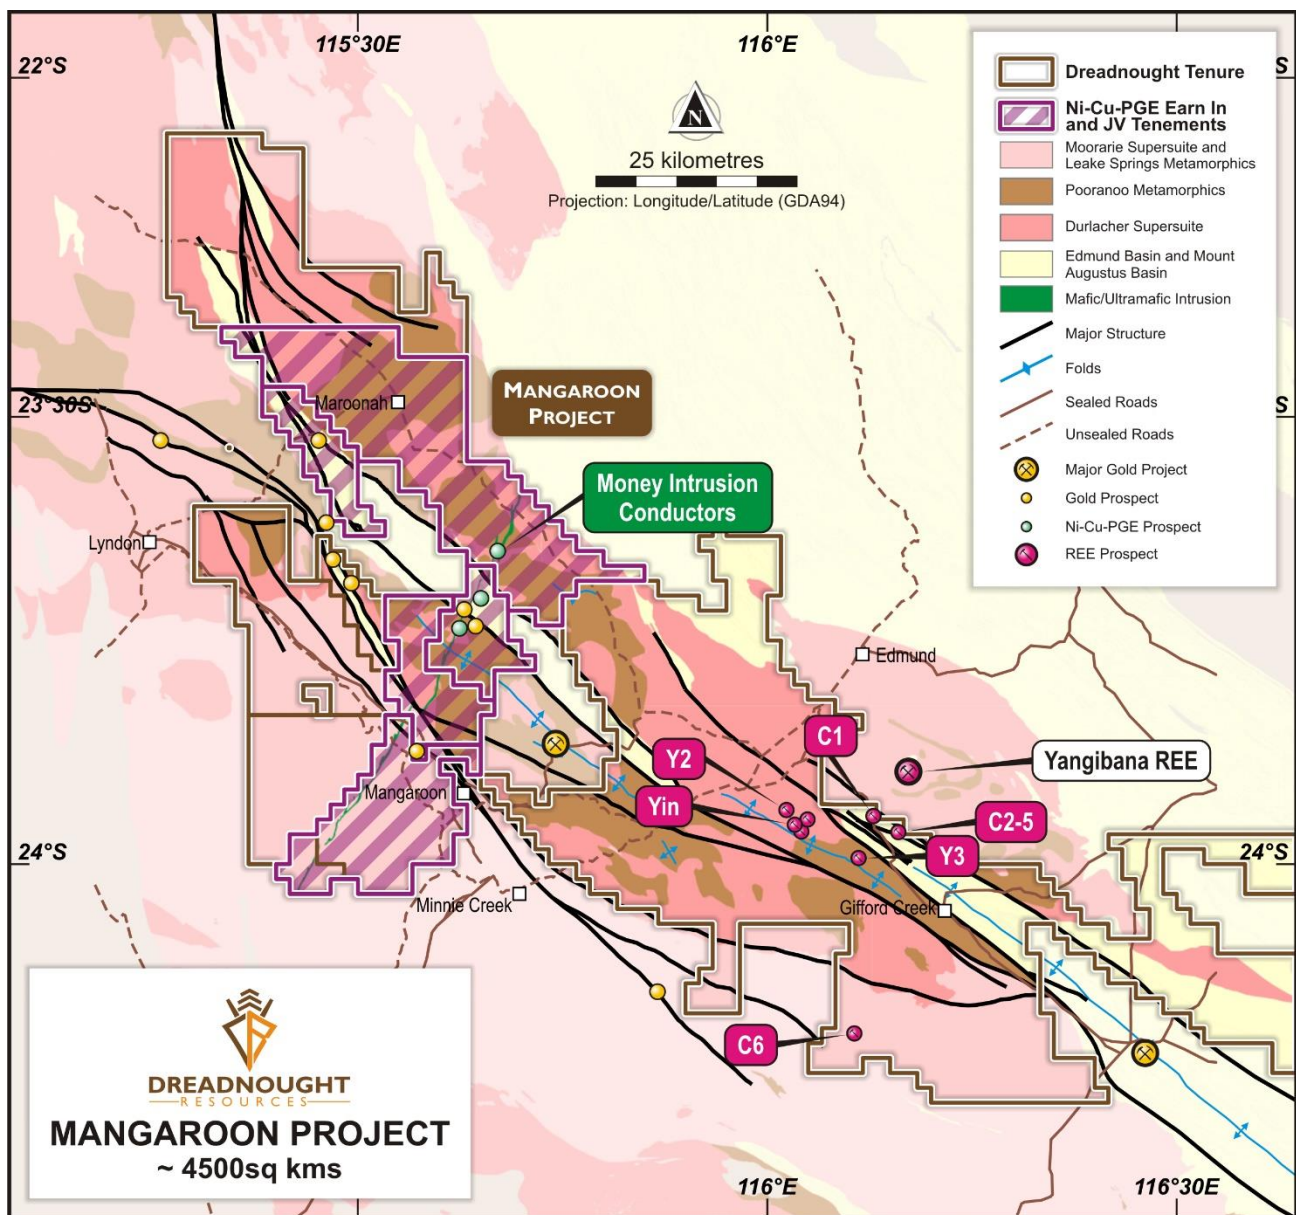 115°30E
116°E
22°S
S
N
25 kilometres
Projection: Longitude/Latitude (GDA94)
Dreadnought Tenure
Ni-Cu-PGE Earn In
and JV Tenements
Moorarie Supersuite and
Leake Springs Metamorphics
Pooranoo Metamorphics
Durlacher Supersuite
Edmund Basin and Mount
Augustus Basin
Mafic/Ultramafic Intrusion
Major Structure
Folds
Sealed Roads
Unsealed Roads
Major Gold Project
Gold Prospect
Ni-Cu-PGE Prospect
REE Prospect
23°30S
S
Maroonah
MANGAROON
PROJECT
Money Intrusion
Conductors
Lyndon
Edmund
C1
Y2
Yangibana REE
Yin
Mangaroon
C2-5
Y3
24°S
24°S
Minnie Creek
Gifford Creek
C6
DREADNOUGHT
RESOURCES
MANGAROON PROJECT
~ 4500sq kms
116°E
116°30E